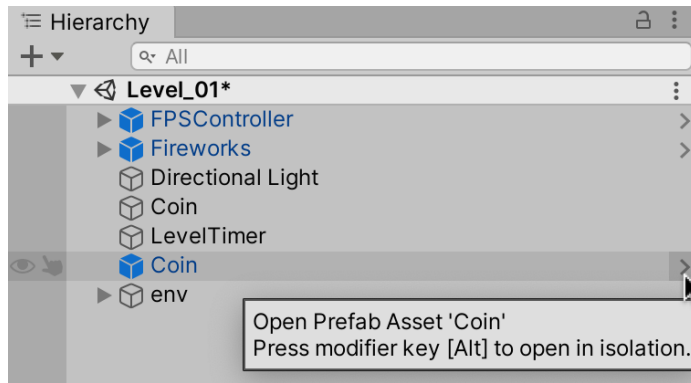 Hierarchy
All
Level_01*
FPSController
Fireworks
Directional Light
Coin
LevelTimer
Coin
env
Open Prefab Asset 'Coin'
Press modifier key [Alt] to open in isolation.